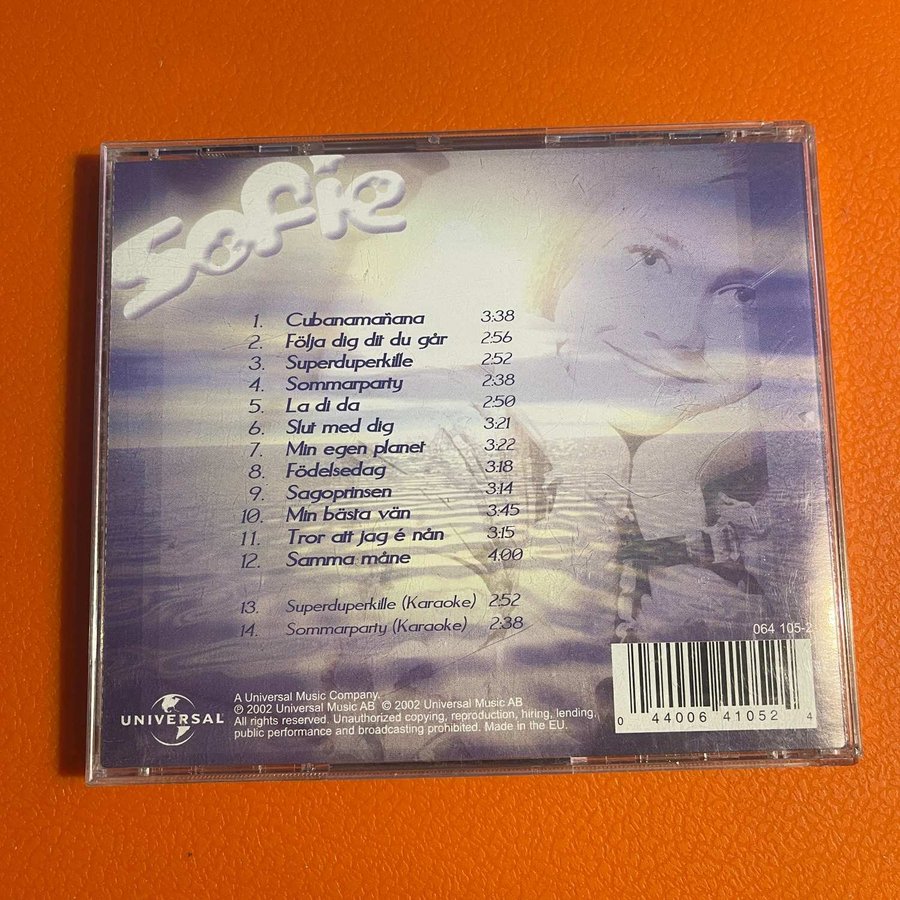 Sofie
1. Cubanamañana 3:38
2. Följa dig dit du går 2:56
3. Superduperkille 2:52
4. Sommarparty 2:38
5. La di da 2:50
6. Slut med dig 3:21
7. Min egen planet 3:22
8. Födelsedag 3:18
9. Sagoprinsen 3:14
10. Min bästa vän 3:45
11. Tror att jag é nån 3:15
12. Samma måne 4.00
13. Superduperkille (Karaoke) 2:52
14. Sommarparty (Karaoke) 2:38
064 105-2
0 44006 41052 4
UNIVERSAL
A Universal Music Company.
℗ 2002 Universal Music AB © 2002 Universal Music AB
All rights reserved. Unauthorized copying, reproduction, hiring, lending,
public performance and broadcasting prohibited. Made in the EU.